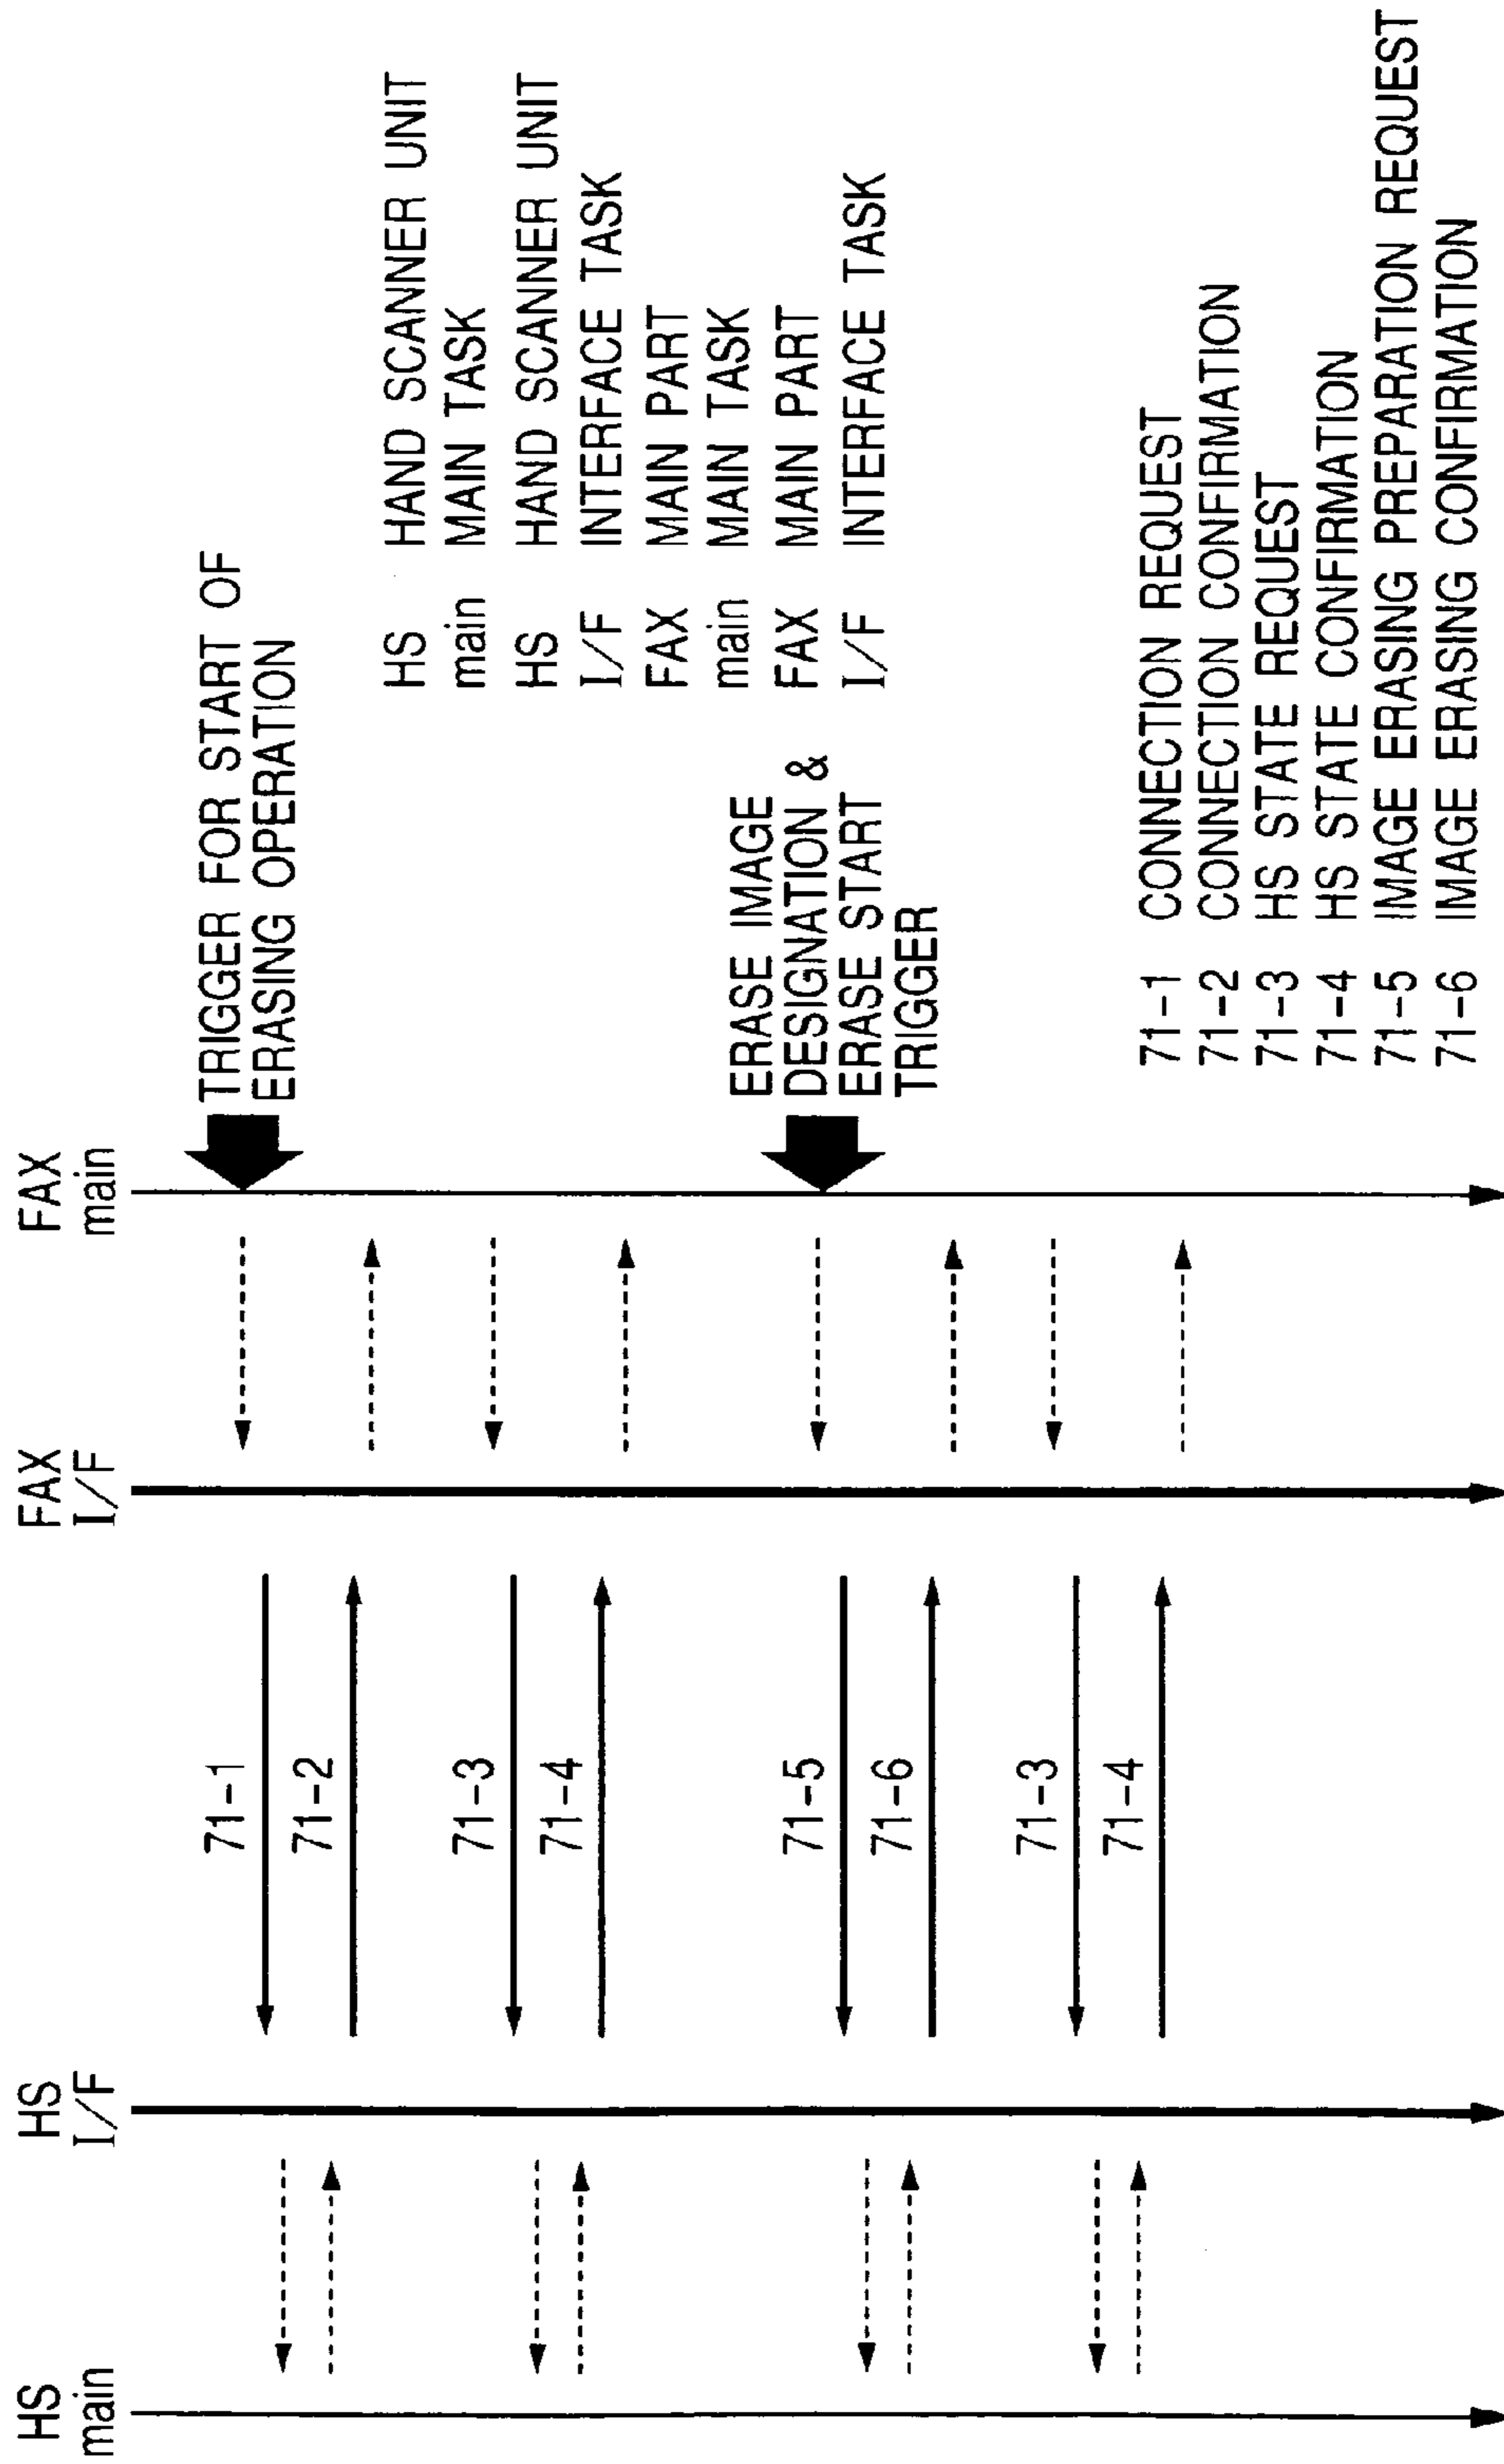 HS
main
HS
I/F
FAX
I/F
FAX
main
TRIGGER FOR START OF
ERASING OPERATION
71-1
71-2
71-3
71-4
ERASE IMAGE
DESIGNATION &
ERASE START
TRIGGER
71-5
71-6
71-3
71-4
HS HAND SCANNER UNIT
main MAIN TASK
HS HAND SCANNER UNIT
I/F INTERFACE TASK
FAX MAIN PART
main MAIN TASK
FAX MAIN PART
I/F INTERFACE TASK
71-1 CONNECTION REQUEST
71-2 CONNECTION CONFIRMATION
71-3 HS STATE REQUEST
71-4 HS STATE CONFIRMATION
71-5 IMAGE ERASING PREPARATION REQUEST
71-6 IMAGE ERASING CONFIRMATION